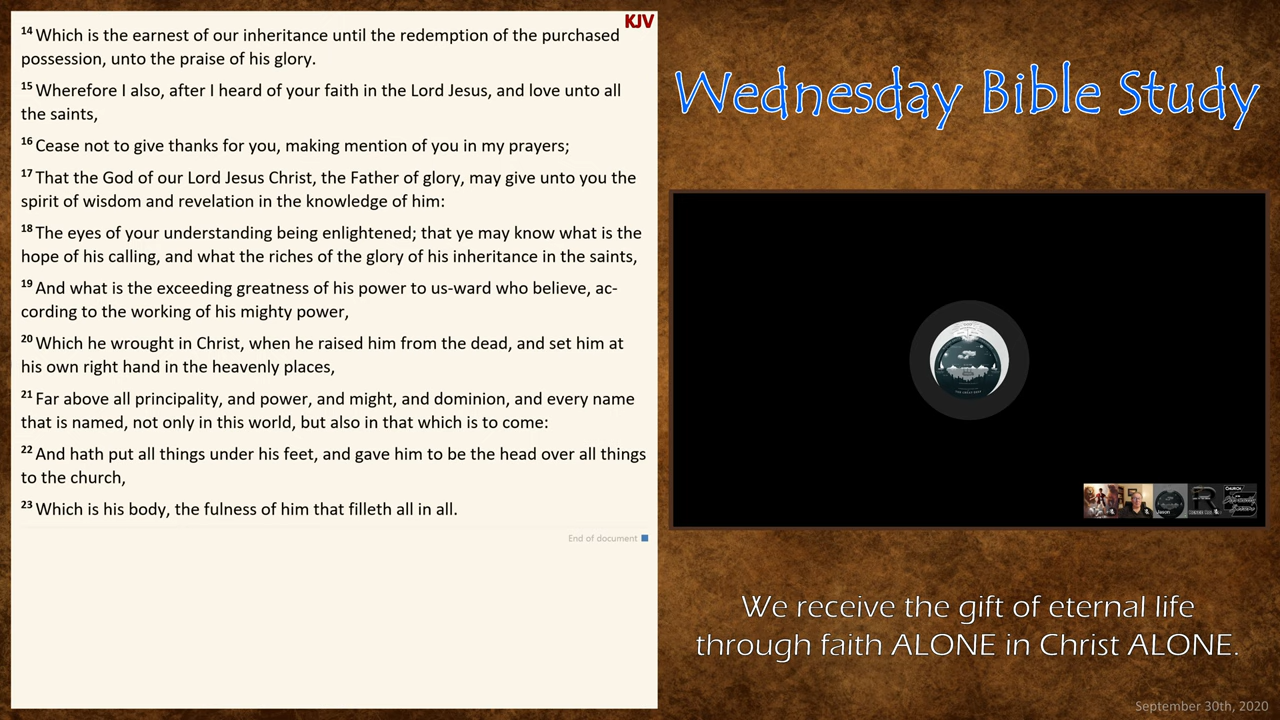 KJV
14 Which is the earnest of our inheritance until the redemption of the purchased
possession, unto the praise of his glory.
15 Wherefore I also, after I heard of your faith in the Lord Jesus, and love unto all
the saints,
16 Cease not to give thanks for you, making mention of you in my prayers;
17 That the God of our Lord Jesus Christ, the Father of glory, may give unto you the
spirit of wisdom and revelation in the knowledge of him:
18 The eyes of your understanding being enlightened; that ye may know what is the
hope of his calling, and what the riches of the glory of his inheritance in the saints,
19 And what is the exceeding greatness of his power to us-ward who believe, ac-
cording to the working of his mighty power,
20 Which he wrought in Christ, when he raised him from the dead, and set him at
his own right hand in the heavenly places,
21 Far above all principality, and power, and might, and dominion, and every name
that is named, not only in this world, but also in that which is to come:
22 And hath put all things under his feet, and gave him to be the head over all things
to the church,
23 Which is his body, the fulness of him that filleth all in all.
End of document
Wednesday Bible Study
Jason
CHURCH
We receive the gift of eternal life
through faith ALONE in Christ ALONE.
September 30th, 2020